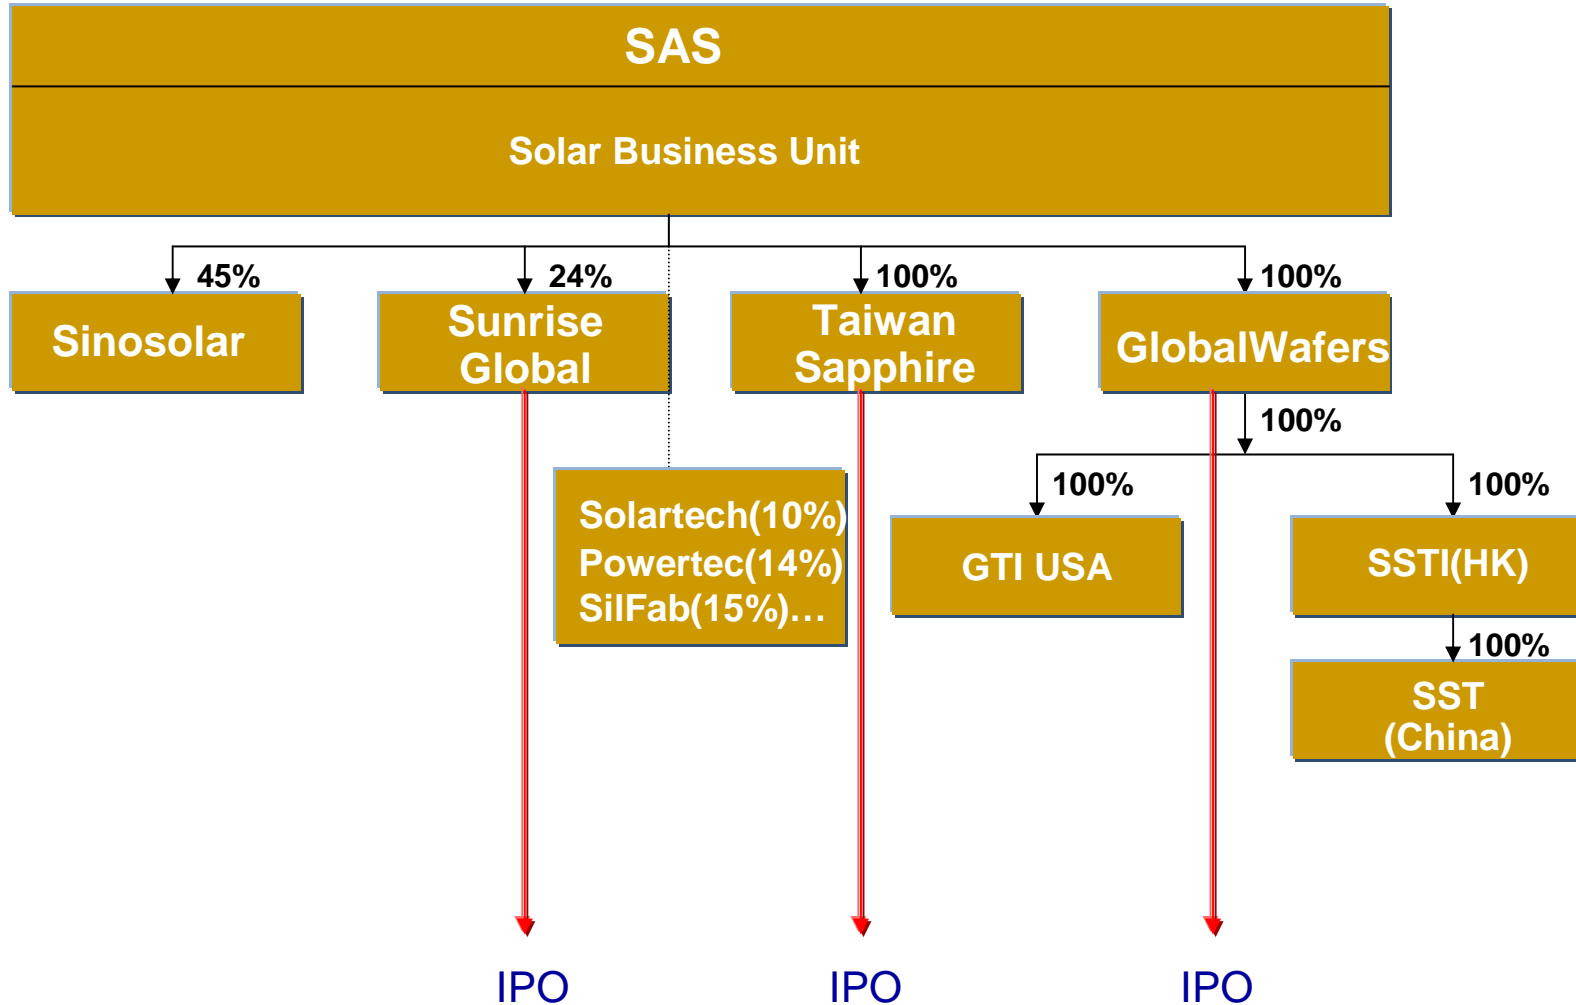 SAS
Solar Business Unit
45%
24%
100%
100%
Sinosolar
Sunrise
Global
Taiwan
Sapphire
GlobalWafers
100%
Solartech(10%)
Powertec(14%)
SilFab(15%)…
100%
100%
GTI USA
SSTI(HK)
100%
SST
(China)
IPO
IPO
IPO